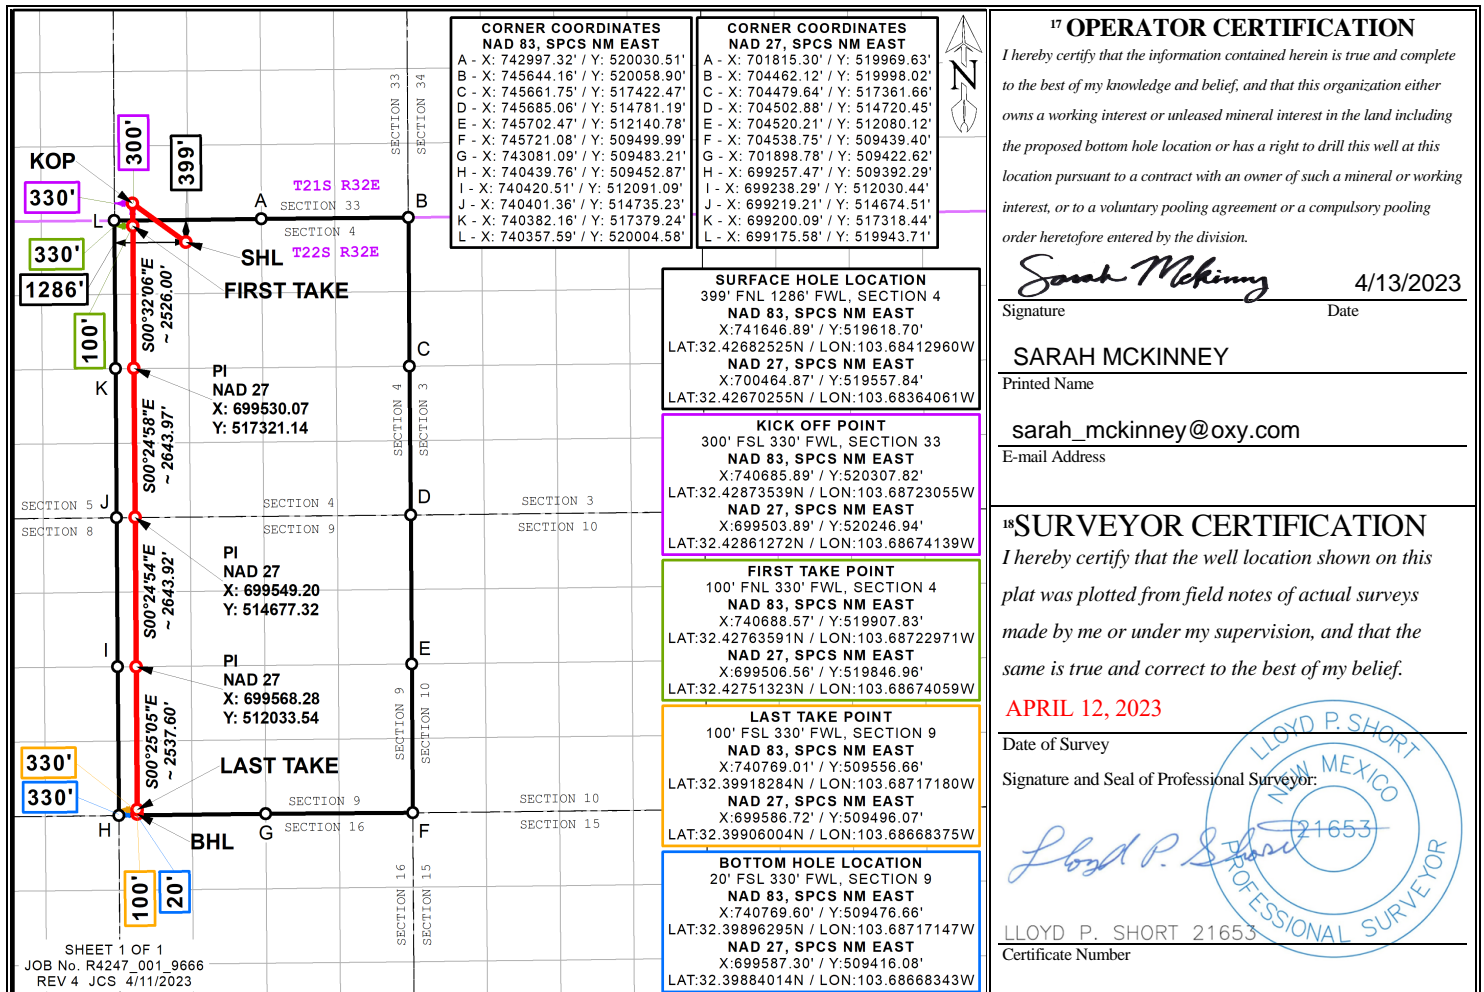 CORNER COORDINATES
NAD 83, SPCS NM EAST
A - X: 742997.32' / Y: 520030.51'
B - X: 745644.16' / Y: 520058.90'
C - X: 745661.75' / Y: 517422.47'
D - X: 745685.06' / Y: 514781.19'
E - X: 745702.47' / Y: 512140.78'
F - X: 745721.08' / Y: 509499.99'
G - X: 743081.09' / Y: 509483.21'
H - X: 740439.76' / Y: 509452.87'
I - X: 740420.51' / Y: 512091.09'
J - X: 740401.36' / Y: 514735.23'
K - X: 740382.16' / Y: 517379.24'
L - X: 740357.59' / Y: 520004.58'
CORNER COORDINATES
NAD 27, SPCS NM EAST
A - X: 701815.30' / Y: 519969.63'
B - X: 704462.12' / Y: 519998.02'
C - X: 704479.64' / Y: 517361.66'
D - X: 704502.88' / Y: 514720.45'
E - X: 704520.21' / Y: 512080.12'
F - X: 704538.75' / Y: 509439.40'
G - X: 701898.78' / Y: 509422.62'
H - X: 699257.41' / Y: 509392.29'
I - X: 699238.29' / Y: 512030.44'
J - X: 699219.21' / Y: 514674.51'
K - X: 699200.09' / Y: 517318.44'
L - X: 699175.58' / Y: 519943.71'
N
SECTION 33
SECTION 34
KOP
300'
399'
330'
T21S R32E
A
SECTION 33
B
L
SECTION 4
T22S R32E
330'
SHL
1286'
FIRST TAKE
100'
S00°32'06"E
~ 2526.00'
C
K
PI
NAD 27
X: 699530.07
Y: 517321.14
SECTION 4
SECTION 3
S00°24'58"E
~ 2643.97'
SECTION 5
J
SECTION 4
D
SECTION 3
SECTION 8
SECTION 9
SECTION 10
PI
NAD 27
X: 699549.20
Y: 514677.32
S00°24'54"E
~ 2643.92'
I
E
PI
NAD 27
X: 699568.28
Y: 512033.54
SECTION 9
SECTION 10
S00°25'05"E
~ 2537.60'
330'
LAST TAKE
330'
SECTION 9
SECTION 10
H
G
SECTION 16
F
SECTION 15
BHL
100'
20'
SECTION 16
SECTION 15
SHEET 1 OF 1
JOB No. R4247_001_9666
REV 4 JCS 4/11/2023
SURFACE HOLE LOCATION
399' FNL 1286' FWL, SECTION 4
NAD 83, SPCS NM EAST
X:741646.89' / Y:519618.70'
LAT:32.42682525N / LON:103.68412960W
NAD 27, SPCS NM EAST
X:700464.87' / Y:519557.84'
LAT:32.42670255N / LON:103.68364061W
KICK OFF POINT
300' FSL 330' FWL, SECTION 33
NAD 83, SPCS NM EAST
X:740685.89' / Y:520307.82'
LAT:32.42873539N / LON:103.68723055W
NAD 27, SPCS NM EAST
X:699503.89' / Y:520246.94'
LAT:32.42861272N / LON:103.68674139W
FIRST TAKE POINT
100' FNL 330' FWL, SECTION 4
NAD 83, SPCS NM EAST
X:740688.57' / Y:519907.83'
LAT:32.42763591N / LON:103.68722971W
NAD 27, SPCS NM EAST
X:699506.56' / Y:519846.96'
LAT:32.42751323N / LON:103.68674059W
LAST TAKE POINT
100' FSL 330' FWL, SECTION 9
NAD 83, SPCS NM EAST
X:740769.01' / Y:509556.66'
LAT:32.39918284N / LON:103.68717180W
NAD 27, SPCS NM EAST
X:699586.72' / Y:509496.07'
LAT:32.39906004N / LON:103.68668375W
BOTTOM HOLE LOCATION
20' FSL 330' FWL, SECTION 9
NAD 83, SPCS NM EAST
X:740769.60' / Y:509476.66'
LAT:32.39896295N / LON:103.68717147W
NAD 27, SPCS NM EAST
X:699587.30' / Y:509416.08'
LAT:32.39884014N / LON:103.68668343W
17 OPERATOR CERTIFICATION
I hereby certify that the information contained herein is true and complete
to the best of my knowledge and belief, and that this organization either
owns a working interest or unleased mineral interest in the land including
the proposed bottom hole location or has a right to drill this well at this
location pursuant to a contract with an owner of such a mineral or working
interest, or to a voluntary pooling agreement or a compulsory pooling
order heretofore entered by the division.
Sarah McKinney 4/13/2023
Signature Date
SARAH MCKINNEY
Printed Name
sarah_mckinney@oxy.com
E-mail Address
18 SURVEYOR CERTIFICATION
I hereby certify that the well location shown on this
plat was plotted from field notes of actual surveys
made by me or under my supervision, and that the
same is true and correct to the best of my belief.
APRIL 12, 2023
Date of Survey
Signature and Seal of Professional Surveyor:
LLOYD P. SHORT
NEW MEXICO
21653
PROFESSIONAL SURVEYOR
Lloyd P. Short
LLOYD P. SHORT 21653
Certificate Number